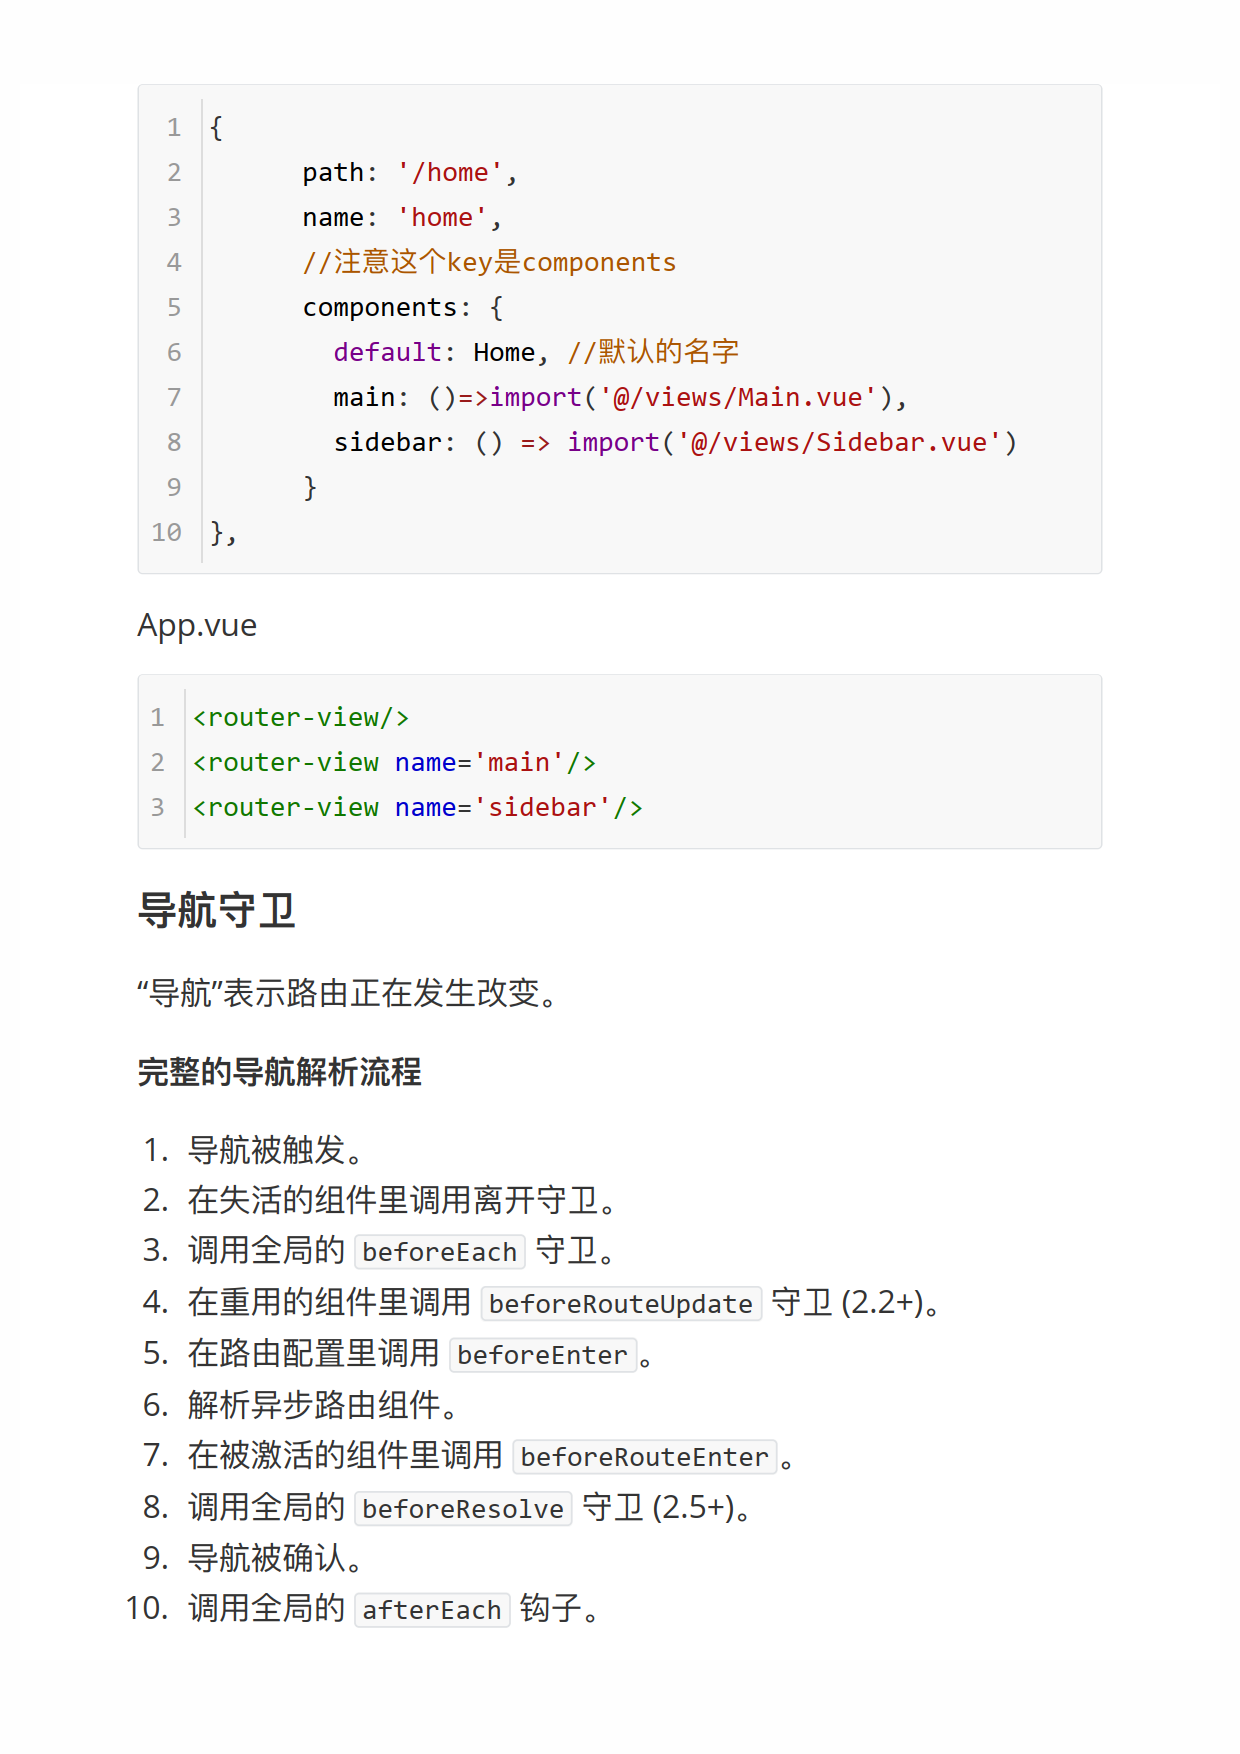 1 {
2       path: '/home',
3       name: 'home',
4       //注意这个key是components
5       components: {
6         default: Home, //默认的名字
7         main: ()=>import('@/views/Main.vue'),
8         sidebar: () => import('@/views/Sidebar.vue')
9       }
10 },
App.vue
1 <router-view/>
2 <router-view name='main'/>
3 <router-view name='sidebar'/>
导航守卫
“导航”表示路由正在发生改变。
完整的导航解析流程
1. 导航被触发。
2. 在失活的组件里调用离开守卫。
3. 调用全局的 beforeEach 守卫。
4. 在重用的组件里调用 beforeRouteUpdate 守卫 (2.2+)。
5. 在路由配置里调用 beforeEnter。
6. 解析异步路由组件。
7. 在被激活的组件里调用 beforeRouteEnter。
8. 调用全局的 beforeResolve 守卫 (2.5+)。
9. 导航被确认。
10. 调用全局的 afterEach 钩子。